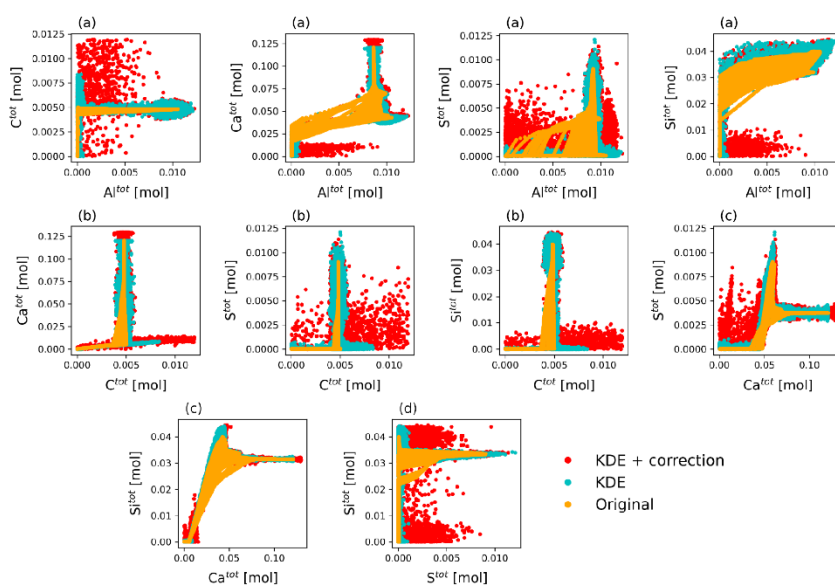 (a)
0.0125
0.0100
0.0075
0.0050
0.0025
0.0000
C^tot [mol]
0.000 0.005 0.010
Al^tot [mol]
(a)
0.125
0.100
0.075
0.050
0.025
0.000
Ca^tot [mol]
0.000 0.005 0.010
Al^tot [mol]
(a)
0.0125
0.0100
0.0075
0.0050
0.0025
0.0000
S^tot [mol]
0.000 0.005 0.010
Al^tot [mol]
(a)
0.04
0.03
0.02
0.01
0.00
Si^tot [mol]
0.000 0.005 0.010
Al^tot [mol]
(b)
0.125
0.100
0.075
0.050
0.025
0.000
Ca^tot [mol]
0.000 0.005 0.010
C^tot [mol]
(b)
0.0125
0.0100
0.0075
0.0050
0.0025
0.0000
S^tot [mol]
0.000 0.005 0.010
C^tot [mol]
(b)
0.04
0.03
0.02
0.01
0.00
Si^tot [mol]
0.000 0.005 0.010
C^tot [mol]
(c)
0.0125
0.0100
0.0075
0.0050
0.0025
0.0000
S^tot [mol]
0.00 0.05 0.10
Ca^tot [mol]
(c)
0.04
0.03
0.02
0.01
0.00
Si^tot [mol]
0.00 0.05 0.10
Ca^tot [mol]
(d)
0.04
0.03
0.02
0.01
0.00
Si^tot [mol]
0.000 0.005 0.010
S^tot [mol]
KDE + correction
KDE
Original